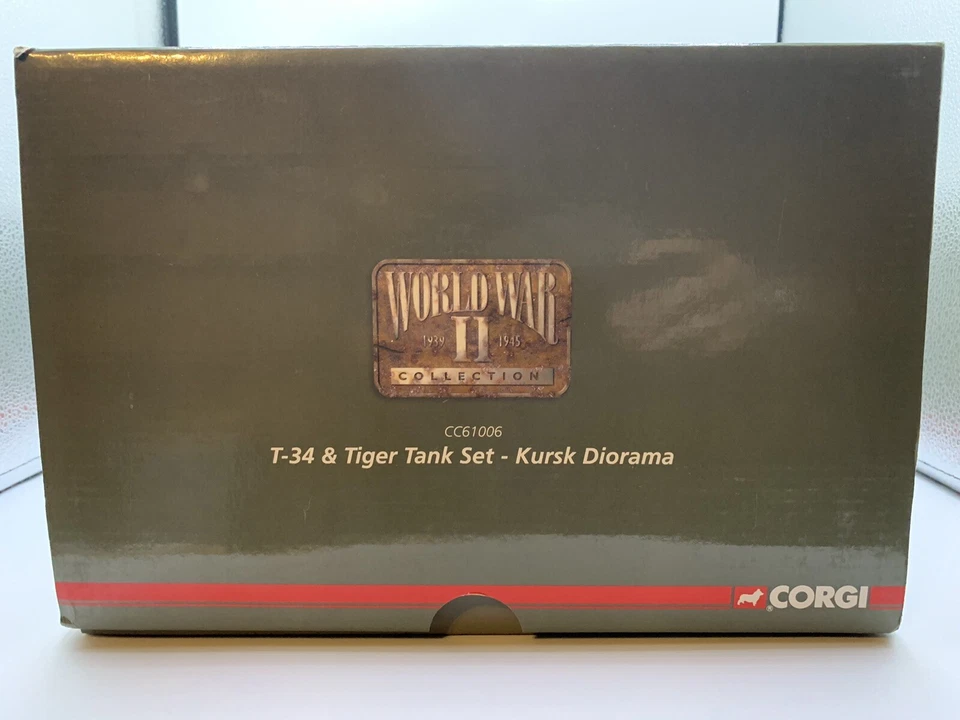 WORLD WAR
II
1939 1945
COLLECTION
CC61006
T-34 & Tiger Tank Set - Kursk Diorama
CORGI